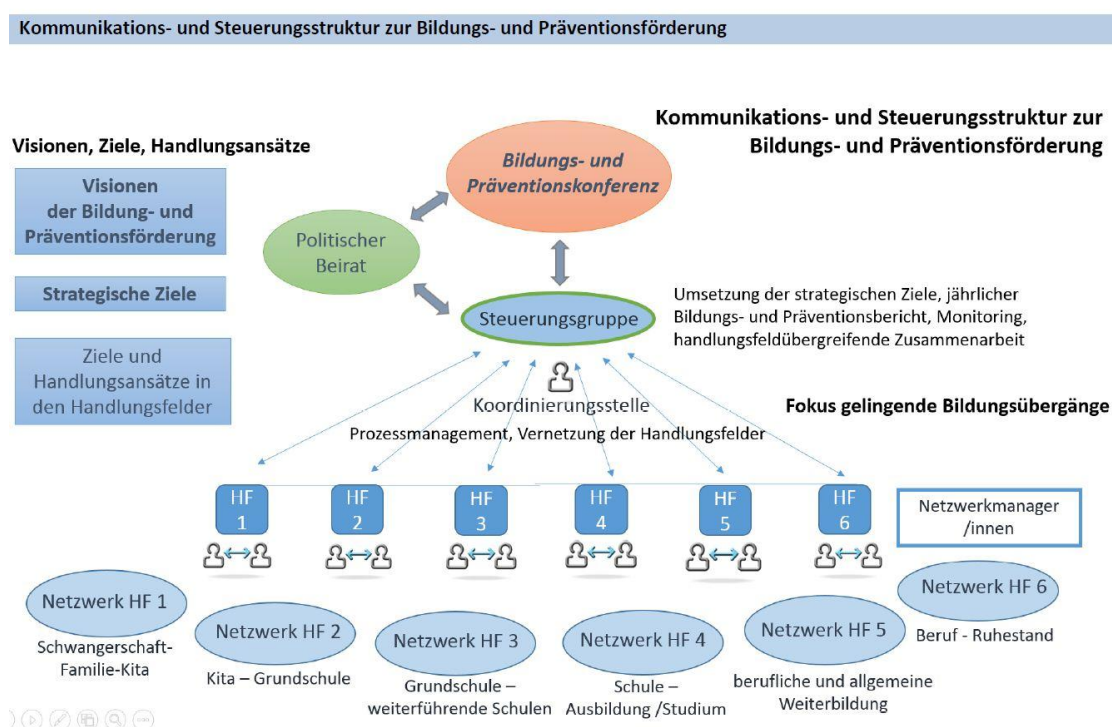 Kommunikations- und Steuerungsstruktur zur Bildungs- und Präventionsförderung
Kommunikations- und Steuerungsstruktur zur
Bildungs- und Präventionsförderung
Visionen, Ziele, Handlungsansätze
Visionen
der Bildung- und
Präventionsförderung
Strategische Ziele
Ziele und
Handlungsansätze in
den Handlungsfelder
Bildungs- und
Präventionskonferenz
Politischer
Beirat
Steuerungsgruppe
Umsetzung der strategischen Ziele, jährlicher
Bildungs- und Präventionsbericht, Monitoring,
handlungsfeldübergreifende Zusammenarbeit
Koordinierungsstelle
Prozessmanagement, Vernetzung der Handlungsfelder
Fokus gelingende Bildungsübergänge
HF
1
HF
2
HF
3
HF
4
HF
5
HF
6
Netzwerkmanager
/innen
Netzwerk HF 1
Schwangerschaft-
Familie-Kita
Netzwerk HF 2
Kita – Grundschule
Netzwerk HF 3
Grundschule –
weiterführende Schulen
Netzwerk HF 4
Schule –
Ausbildung /Studium
Netzwerk HF 5
berufliche und allgemeine
Weiterbildung
Netzwerk HF 6
Beruf - Ruhestand